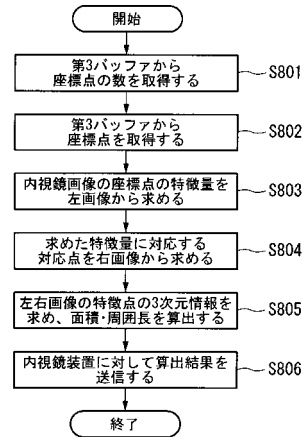 開始
第3バッファから
座標点の数を取得する
S801
第3バッファから
座標点を取得する
S802
内視鏡画像の座標点の特徴量を
左画像から求める
S803
求めた特徴量に対応する
対応点を右画像から求める
S804
左右画像の特徴点の3次元情報を
求め、面積・周囲長を算出する
S805
内視鏡装置に対して算出結果を
送信する
S806
終了